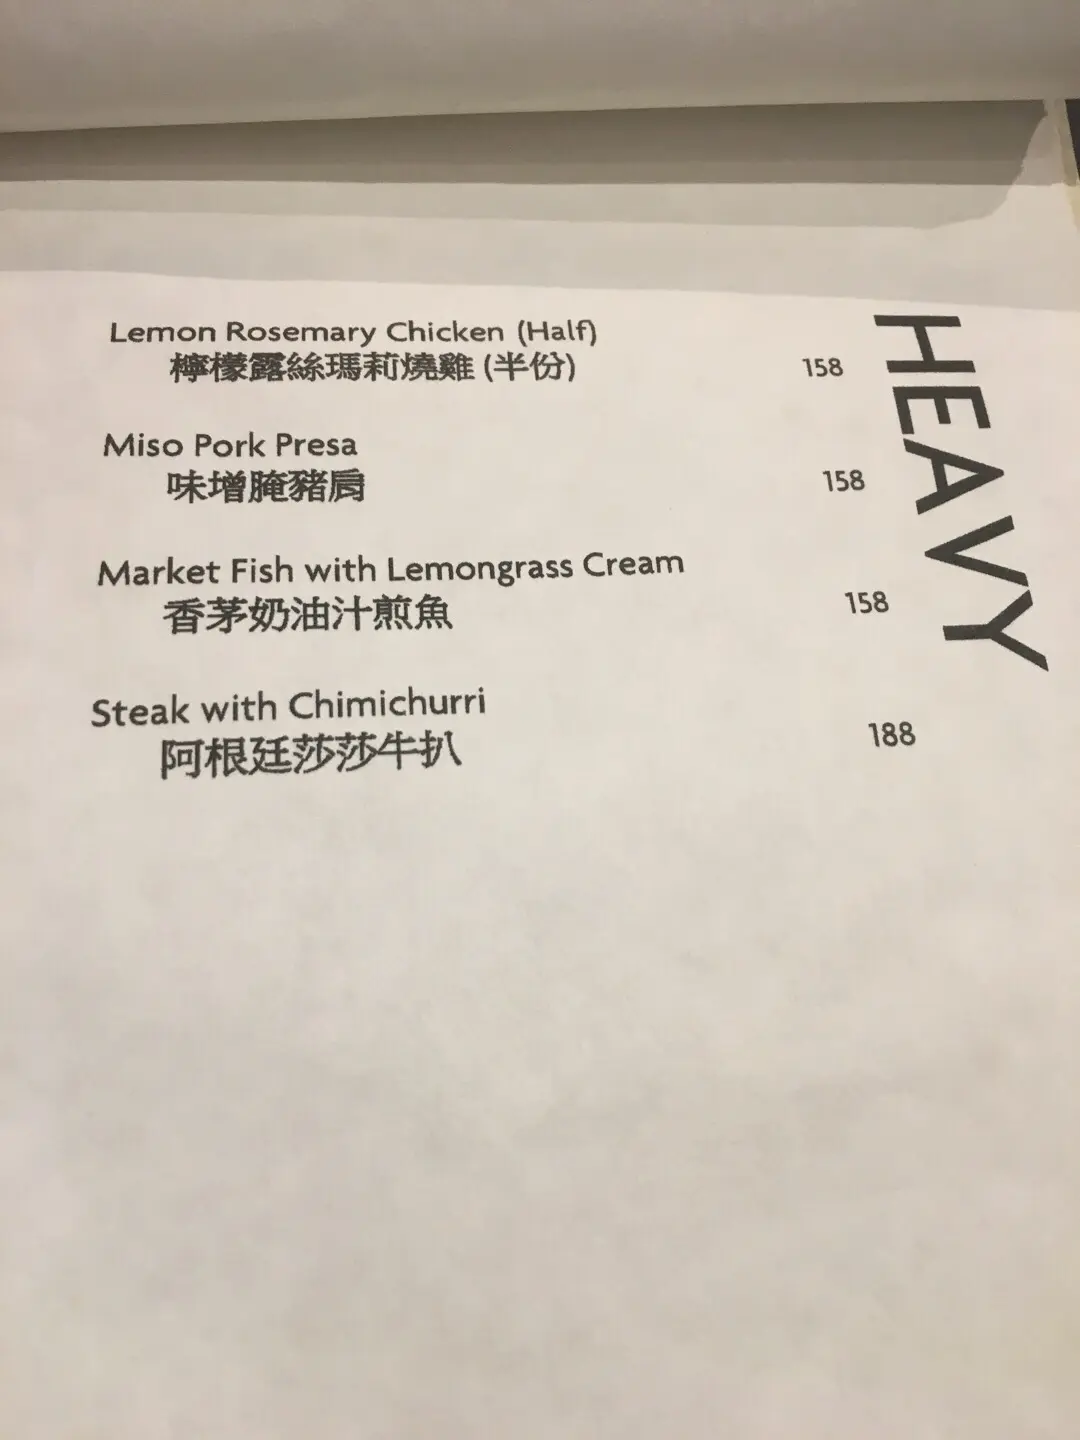 HEAVY
Lemon Rosemary Chicken (Half)
檸檬露絲瑪莉燒雞 (半份)
158
Miso Pork Presa
味增腌豬肩
158
Market Fish with Lemongrass Cream
香茅奶油汁煎魚
158
Steak with Chimichurri
阿根廷莎莎牛扒
188